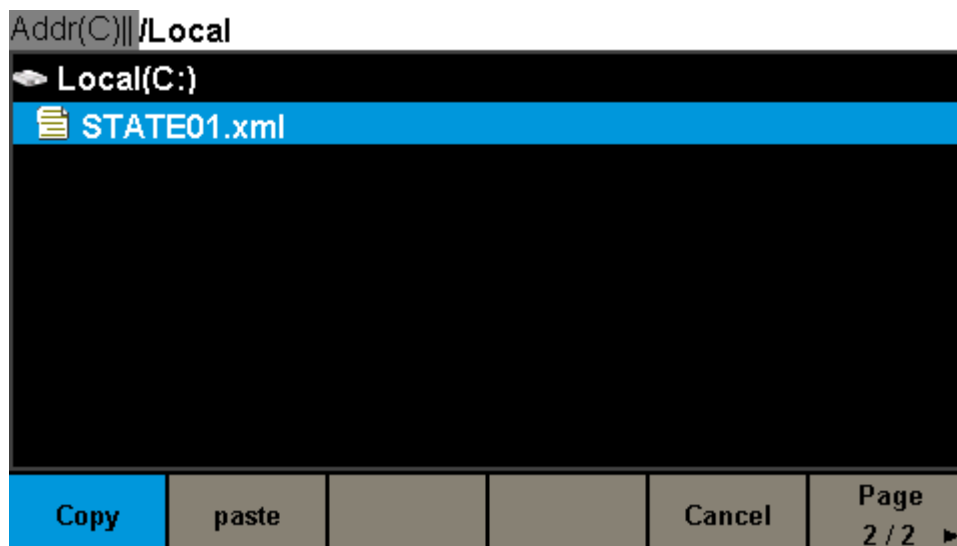 Addr(C)|| /Local
Local(C:)
STATE01.xml
Copy paste Cancel Page
2 / 2